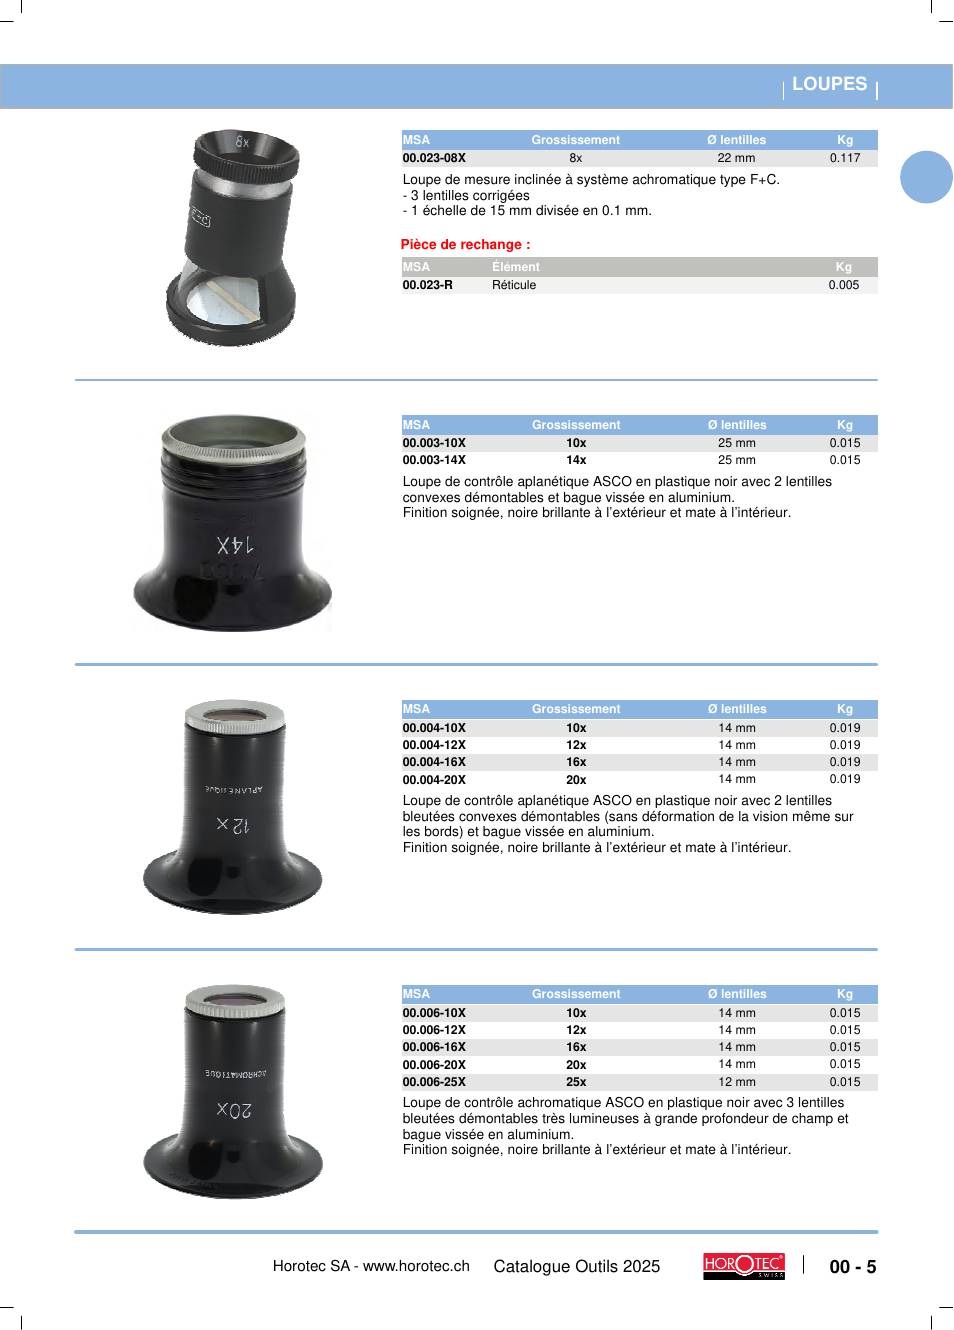 LOUPES
8x
MSA Grossissement Ø lentilles Kg
00.023-08X 8x 22 mm 0.117
Loupe de mesure inclinée à système achromatique type F+C.
- 3 lentilles corrigées
- 1 échelle de 15 mm divisée en 0.1 mm.
Pièce de rechange :
MSA Élément Kg
00.023-R Réticule 0.005
MSA Grossissement Ø lentilles Kg
00.003-10X 10x 25 mm 0.015
00.003-14X 14x 25 mm 0.015
Loupe de contrôle aplanétique ASCO en plastique noir avec 2 lentilles
convexes démontables et bague vissée en aluminium.
Finition soignée, noire brillante à l'extérieur et mate à l'intérieur.
14X
MSA Grossissement Ø lentilles Kg
00.004-10X 10x 14 mm 0.019
00.004-12X 12x 14 mm 0.019
00.004-16X 16x 14 mm 0.019
00.004-20X 20x 14 mm 0.019
Loupe de contrôle aplanétique ASCO en plastique noir avec 2 lentilles
bleutées convexes démontables (sans déformation de la vision même sur
les bords) et bague vissée en aluminium.
Finition soignée, noire brillante à l'extérieur et mate à l'intérieur.
APLANETIQUE
12x
MSA Grossissement Ø lentilles Kg
00.006-10X 10x 14 mm 0.015
00.006-12X 12x 14 mm 0.015
00.006-16X 16x 14 mm 0.015
00.006-20X 20x 14 mm 0.015
00.006-25X 25x 12 mm 0.015
Loupe de contrôle achromatique ASCO en plastique noir avec 3 lentilles
bleutées démontables très lumineuses à grande profondeur de champ et
bague vissée en aluminium.
Finition soignée, noire brillante à l'extérieur et mate à l'intérieur.
ACHROMATIQUE
20x
Horotec SA - www.horotec.ch Catalogue Outils 2025 HOROTEC® SWISS 00 - 5